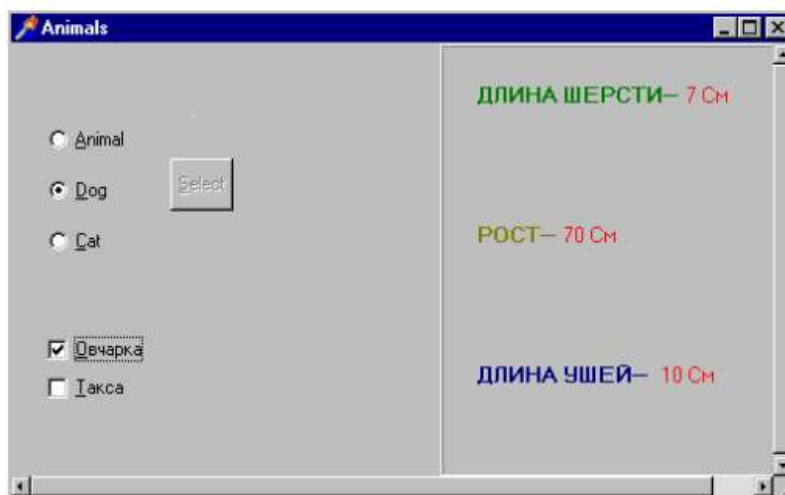 Animals
Animal
Dog
Select
Cat
Овчарка
Такса
ДЛИНА ШЕРСТИ– 7 См
РОСТ– 70 См
ДЛИНА УШЕЙ– 10 См